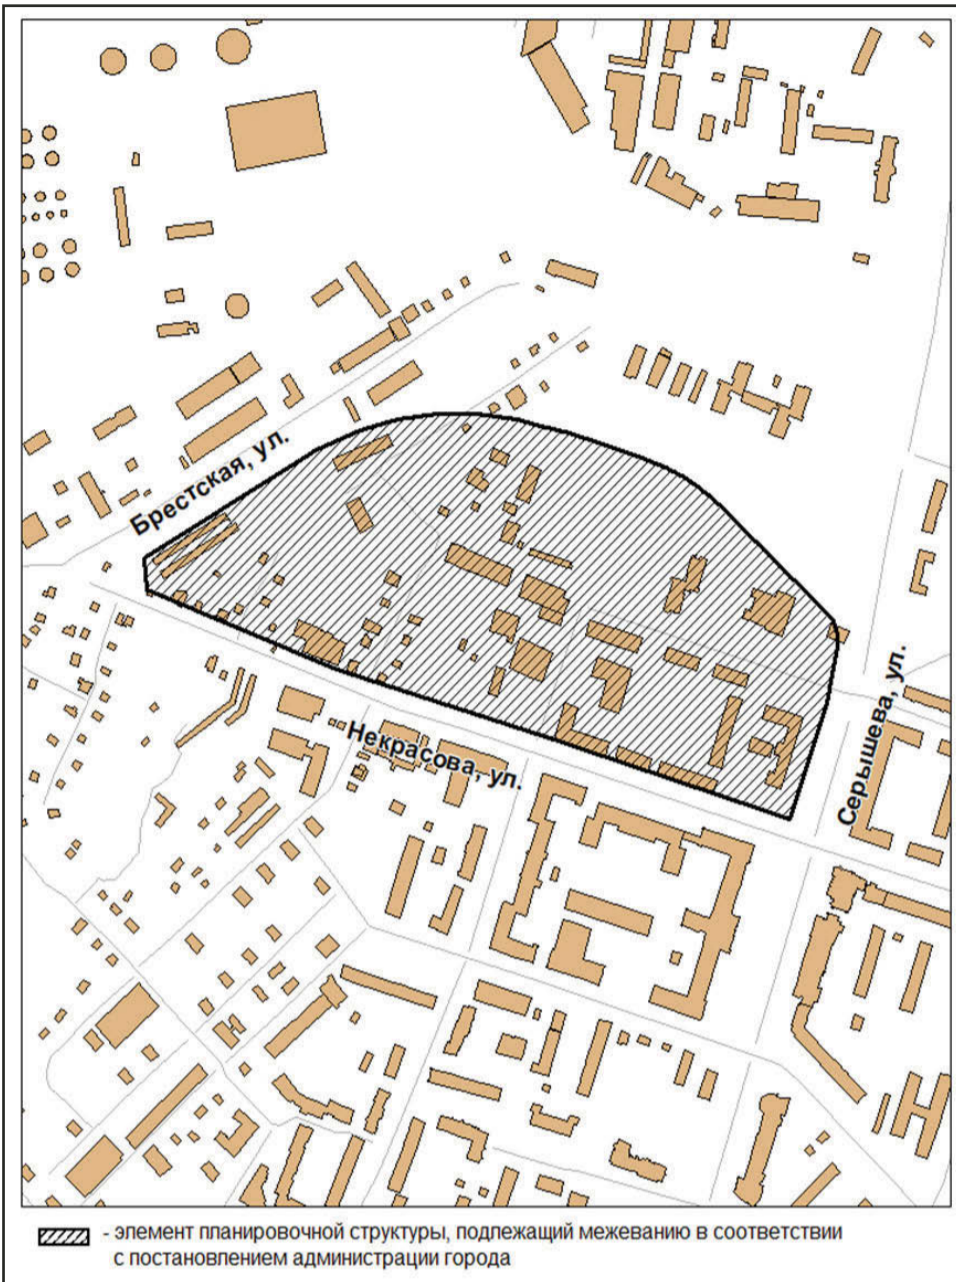 Брестская, ул.
Некрасова, ул.
Серышева, ул.
- элемент планировочной структуры, подлежащий межеванию в соответствии
с постановлением администрации города